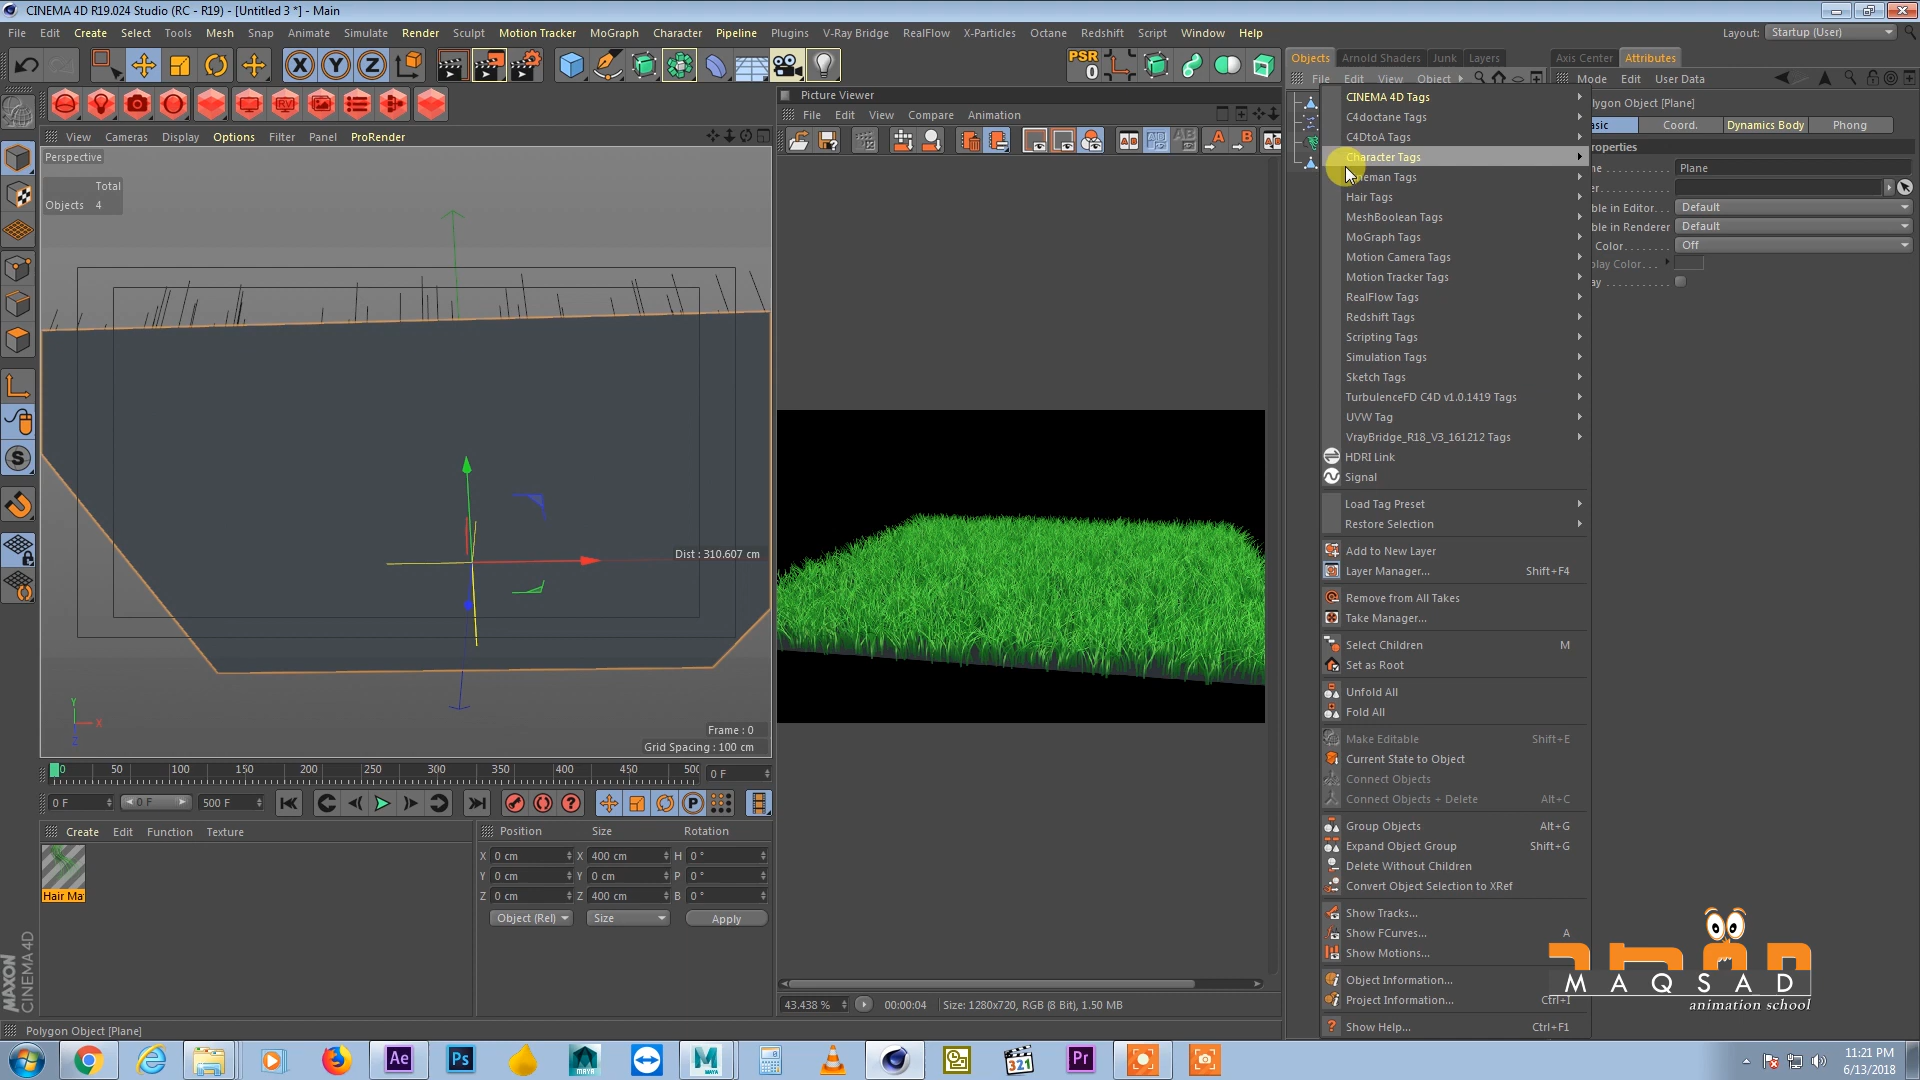 CINEMA 4D R19.024 Studio (RC - R19) - [Untitled 3 *] - Main
File Edit Create Select Tools Mesh Snap Animate Simulate Render Sculpt Motion Tracker MoGraph Character Pipeline Plugins V-Ray Bridge RealFlow X-Particles Octane Redshift Script Window Help
Layout: Startup (User)
PSR
Objects Arnold Shaders Junk Layers
Axis Center Attributes
File Edit View Object
Mode Edit User Data
View Cameras Display Options Filter Panel ProRender
Perspective
Total
Objects 4
Dist : 310.607 cm
Frame : 0
Grid Spacing : 100 cm
Picture Viewer
File Edit View Compare Animation
43.438 % 00:00:04 Size: 1280x720, RGB (8 Bit), 1.50 MB
CINEMA 4D Tags
C4doctane Tags
C4DtoA Tags
Character Tags
neman Tags
Hair Tags
MeshBoolean Tags
MoGraph Tags
Motion Camera Tags
Motion Tracker Tags
RealFlow Tags
Redshift Tags
Scripting Tags
Simulation Tags
Sketch Tags
TurbulenceFD C4D v1.0.1419 Tags
UVW Tag
VrayBridge_R18_V3_161212 Tags
HDRI Link
Signal
Load Tag Preset
Restore Selection
Add to New Layer
Layer Manager... Shift+F4
Remove from All Takes
Take Manager...
Select Children M
Set as Root
Unfold All
Fold All
Make Editable Shift+E
Current State to Object
Connect Objects
Connect Objects + Delete Alt+C
Group Objects Alt+G
Expand Object Group Shift+G
Delete Without Children
Convert Object Selection to XRef
Show Tracks...
Show FCurves... A
Show Motions...
Object Information...
Project Information... Ctrl+I
Show Help... Ctrl+F1
lygon Object [Plane]
asic Coord. Dynamics Body Phong
roperties
ne Plane
er
ble in Editor. . . Default
ble in Renderer Default
Color Off
play Color. . .
ay
0 50 100 150 200 250 300 350 400 450 500 0 F
0 F 0 F 500 F
Create Edit Function Texture
Hair Ma
Position Size Rotation
X 0 cm X 400 cm H 0 °
Y 0 cm Y 0 cm P 0 °
Z 0 cm Z 400 cm B 0 °
Object (Rel) Size Apply
MAXON
CINEMA 4D
Polygon Object [Plane]
MAQSAD
animation school
Ae Ps M MAYA 321 Pr
11:21 PM
6/13/2018